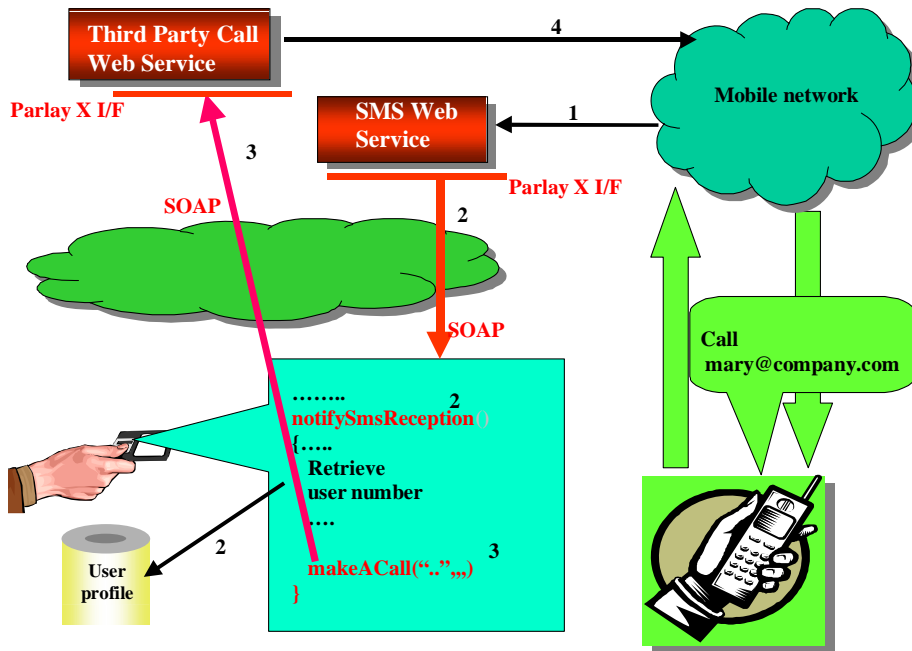 Third Party Call
Web Service
4
Parlay X I/F
SMS Web
Service
1
Mobile network
3
Parlay X I/F
SOAP
2
SOAP
Call
mary@company.com
……..
2
notifySmsReception()
{…..
Retrieve
user number
….
2
3
makeACall(“..”,,,)
}
User
profile